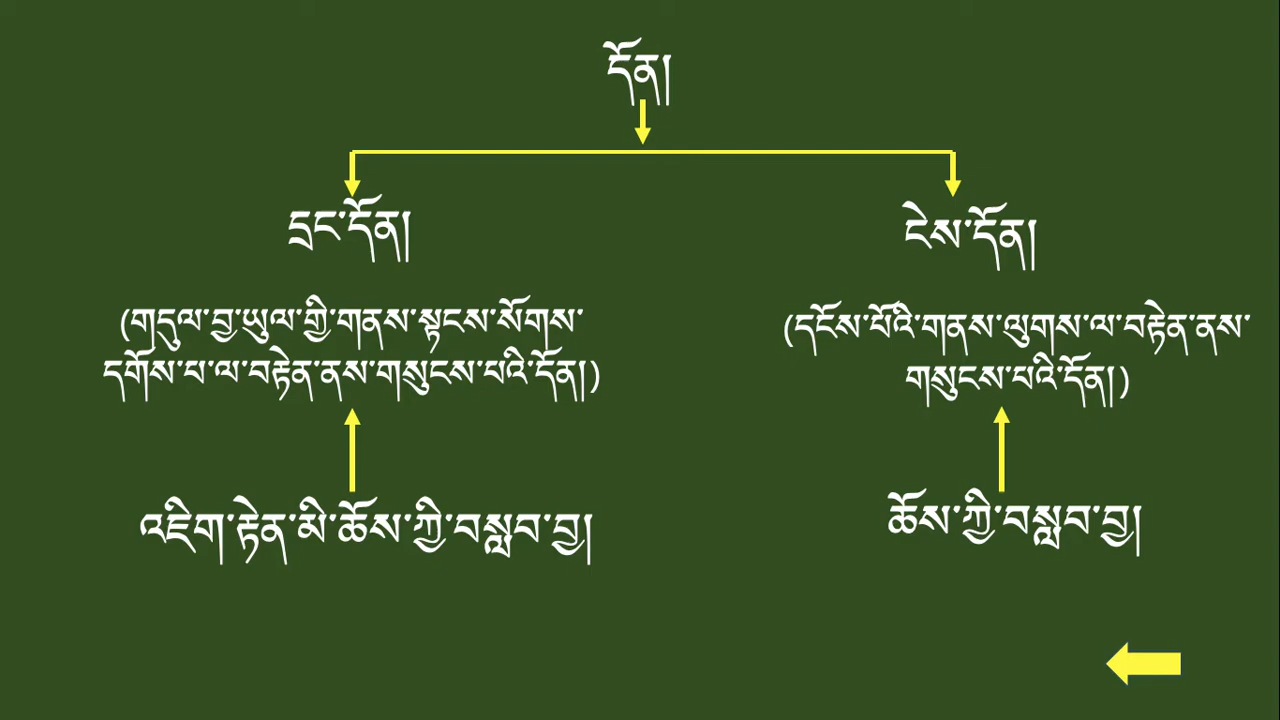 དོན།
དྲང་དོན།
ངེས་དོན།
(གདུལ་བྱ་ཡུལ་གྱི་གནས་སྟངས་སོགས་
དགོས་པ་ལ་བརྟེན་ནས་གསུངས་པའི་དོན།)
(དངོས་པོའི་གནས་ལུགས་ལ་བརྟེན་ནས་
གསུངས་པའི་དོན།)
འཇིག་རྟེན་མི་ཆོས་ཀྱི་བསླབ་བྱ།
ཆོས་ཀྱི་བསླབ་བྱ།